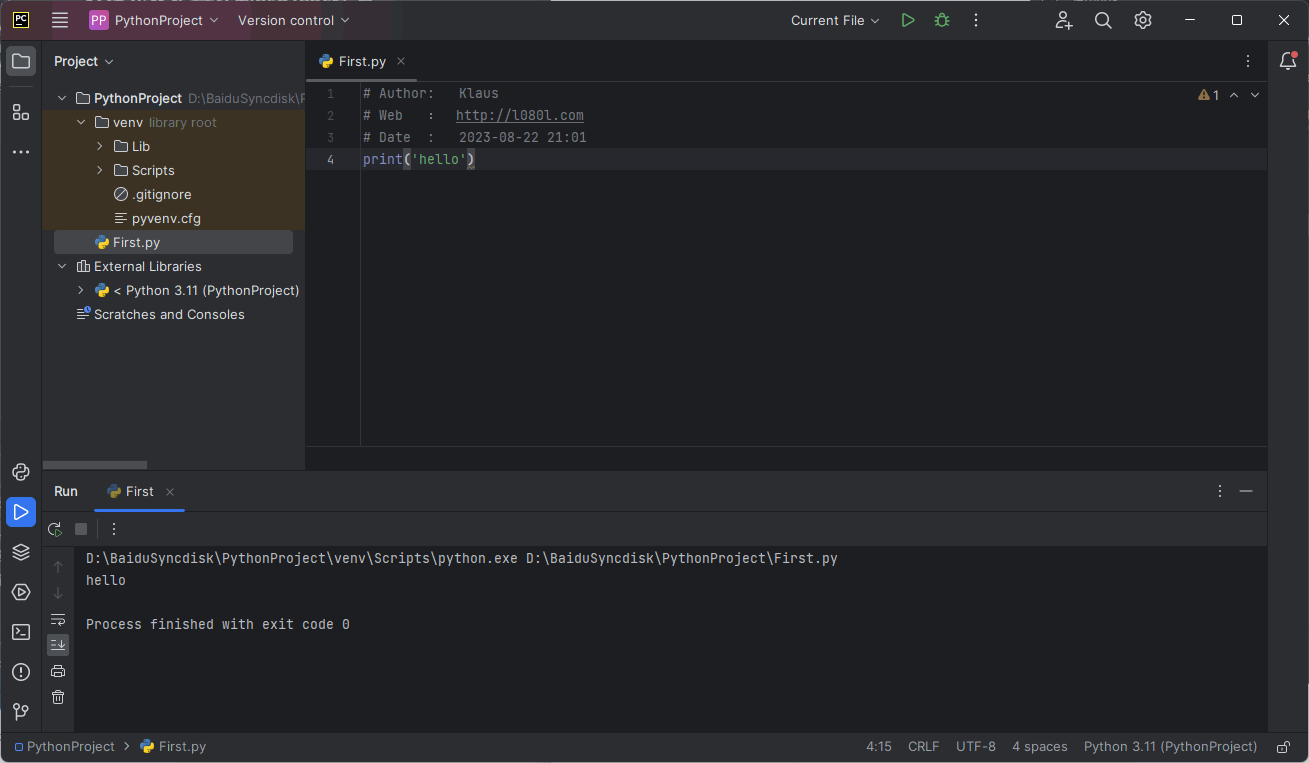 PC
PP PythonProject Version control Current File
Project
First.py
PythonProject D:\BaiduSyncdisk\P
venv library root
Lib
Scripts
.gitignore
pyvenv.cfg
First.py
External Libraries
< Python 3.11 (PythonProject)
Scratches and Consoles
1 # Author: Klaus
2 # Web : http://l080l.com
3 # Date : 2023-08-22 21:01
4 print('hello')
1
Run First
D:\BaiduSyncdisk\PythonProject\venv\Scripts\python.exe D:\BaiduSyncdisk\PythonProject\First.py
hello
Process finished with exit code 0
PythonProject > First.py 4:15 CRLF UTF-8 4 spaces Python 3.11 (PythonProject)